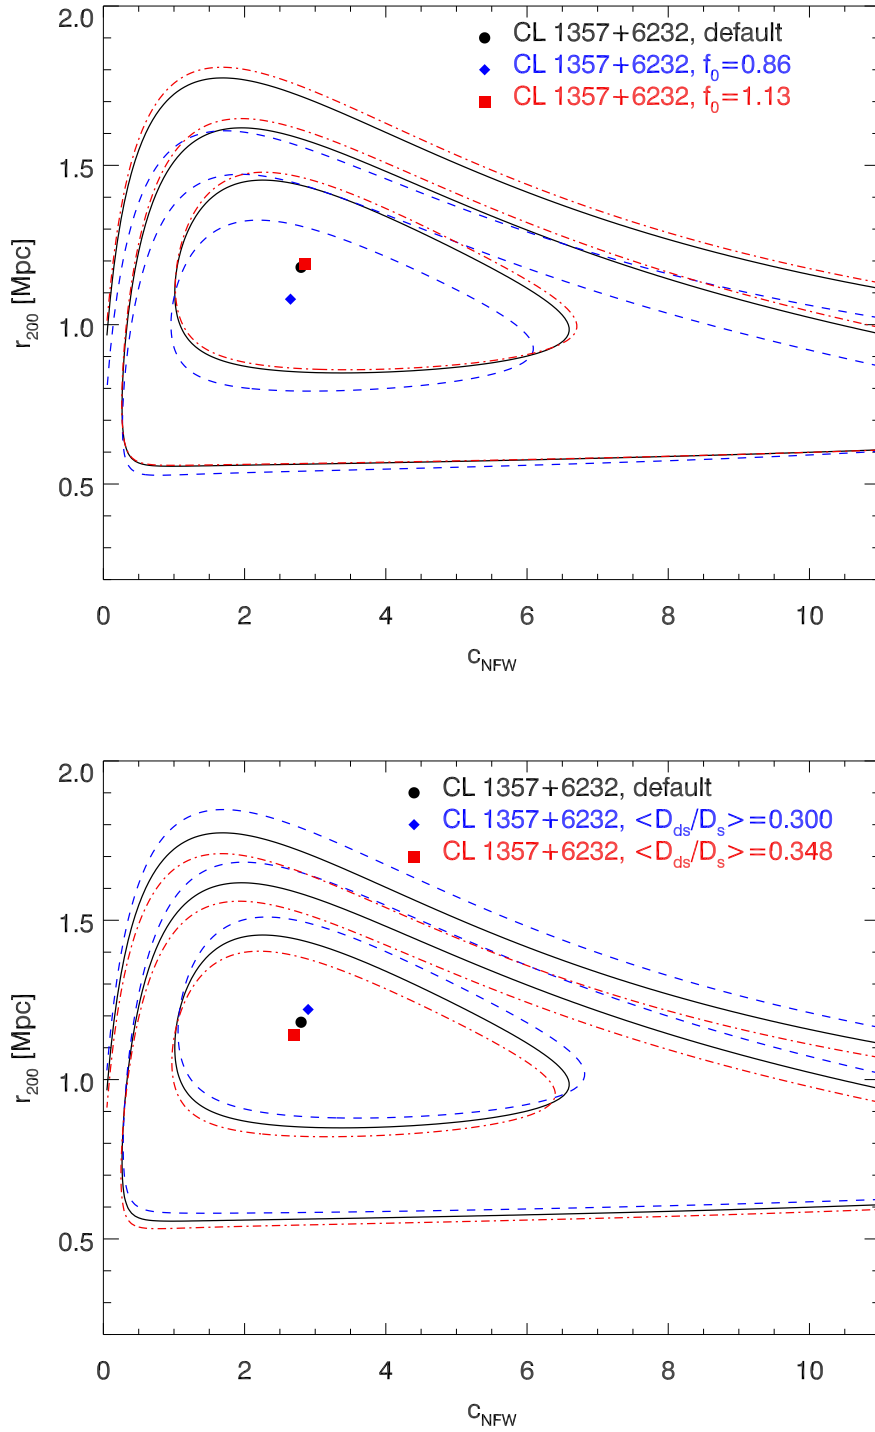 2.0
CL 1357+6232, default
CL 1357+6232, f0=0.86
CL 1357+6232, f0=1.13
1.5
1.0
0.5
r200 [Mpc]
0 2 4 6 8 10
cNFW
2.0
CL 1357+6232, default
CL 1357+6232, <Dds/Ds>=0.300
CL 1357+6232, <Dds/Ds>=0.348
1.5
1.0
0.5
r200 [Mpc]
0 2 4 6 8 10
cNFW